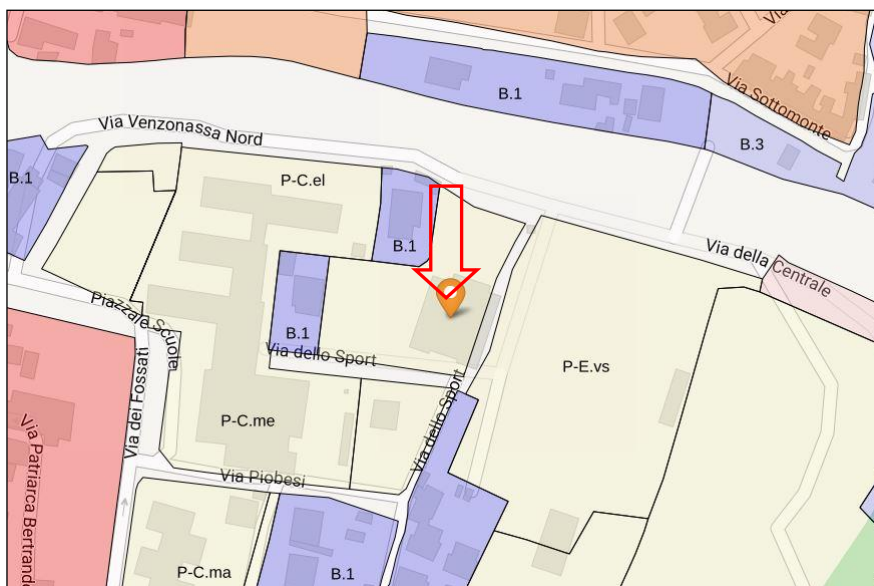 B.1
Via Sottomonte
B.3
Via Venzonassa Nord
B.1
P-C.el
B.1
Via della Centrale
Piazzale Scuole
B.1
Via dello Sport
P-E.vs
Via dei Fossati
P-C.me
Via dello Sport
Via Patriarca Bertrando
Via Piobesi
P-C.ma
B.1